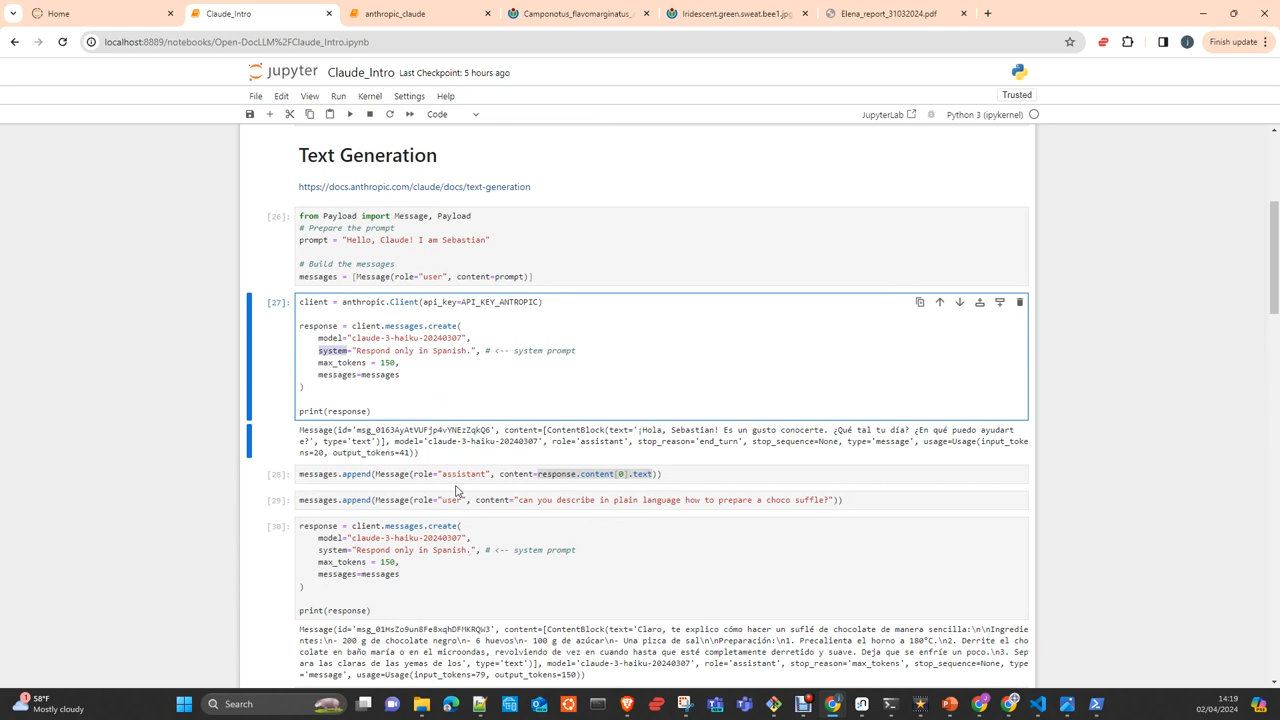 Home
Claude_Intro
anthropic_claude
Camponotus_flavomarginatus_
Iridescent.green.sweat.bee1.jpg
Elena_report_31032024.pdf
localhost:8889/notebooks/Open-DocLLM%2FClaude_Intro.ipynb
Finish update
jupyter Claude_Intro Last Checkpoint: 5 hours ago
File Edit View Run Kernel Settings Help
Trusted
Code
JupyterLab
Python 3 (ipykernel)
Text Generation
https://docs.anthropic.com/claude/docs/text-generation
[26]: from Payload import Message, Payload
# Prepare the prompt
prompt = "Hello, Claude! I am Sebastian"
# Build the messages
messages = [Message(role="user", content=prompt)]
[27]: client = anthropic.Client(api_key=API_KEY_ANTROPIC)
response = client.messages.create(
model="claude-3-haiku-20240307",
system="Respond only in Spanish.", # <-- system prompt
max_tokens = 150,
messages=messages
)
print(response)
Message(id='msg_0163AyAtVUFjp4vYNEzZqkQ6', content=[ContentBlock(text='¡Hola, Sebastian! Es un gusto conocerte. ¿Qué tal tu día? ¿En qué puedo ayudart
e?', type='text')], model='claude-3-haiku-20240307', role='assistant', stop_reason='end_turn', stop_sequence=None, type='message', usage=Usage(input_toke
ns=20, output_tokens=41))
[28]: messages.append(Message(role="assistant", content=response.content[0].text))
[29]: messages.append(Message(role="user", content="can you describe in plain language how to prepare a choco suffle?"))
[30]: response = client.messages.create(
model="claude-3-haiku-20240307",
system="Respond only in Spanish.", # <-- system prompt
max_tokens = 150,
messages=messages
)
print(response)
Message(id='msg_01HsZo9un8Fe8xqhDFMKRQW3', content=[ContentBlock(text='Claro, te explico cómo hacer un suflé de chocolate de manera sencilla:\n\nIngredie
ntes:\n- 200 g de chocolate negro\n- 6 huevos\n- 100 g de azúcar\n- Una pizca de sal\n\nPreparación:\n1. Precalienta el horno a 180°C.\n2. Derrite el cho
colate en baño maría o en el microondas, revolviendo de vez en cuando hasta que esté completamente derretido y suave. Deja que se enfríe un poco.\n3. Sep
ara las claras de las yemas de los', type='text')], model='claude-3-haiku-20240307', role='assistant', stop_reason='max_tokens', stop_sequence=None, type=
'message', usage=Usage(input_tokens=79, output_tokens=150))
58°F
Mostly cloudy
Search
14:19
02/04/2024